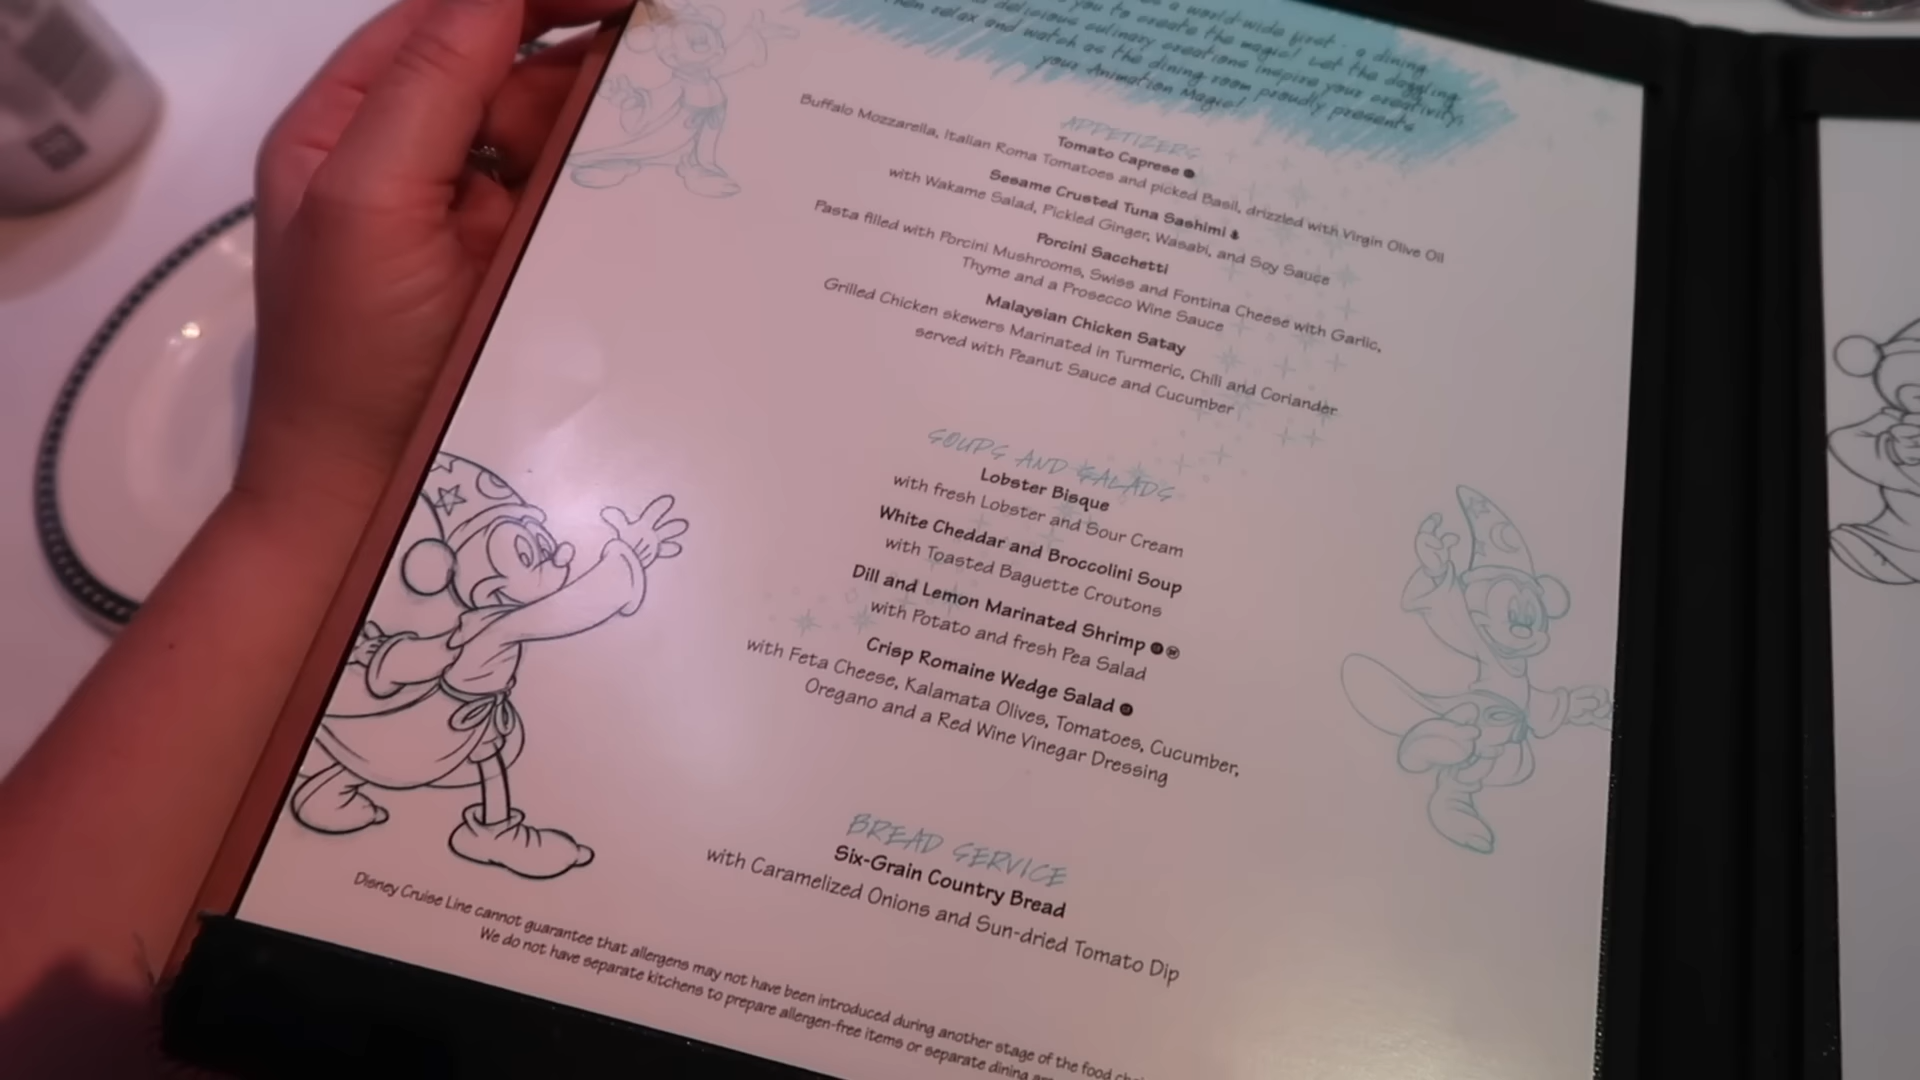 a world-wide first - a dining
you to create the magic! Let the dazzling
delicious culinary creations inspire your creativity,
Then relax and watch as the dining room proudly presents
your Animation Magic!
APPETIZERS
Tomato Caprese
Buffalo Mozzarella, Italian Roma Tomatoes and picked Basil, drizzled with Virgin Olive Oil
Sesame Crusted Tuna Sashimi
with Wakame Salad, Pickled Ginger, Wasabi, and Soy Sauce
Porcini Sacchetti
Pasta filled with Porcini Mushrooms, Swiss and Fontina Cheese with Garlic,
Thyme and a Prosecco Wine Sauce
Malaysian Chicken Satay
Grilled Chicken skewers Marinated in Turmeric, Chili and Coriander
served with Peanut Sauce and Cucumber
SOUPS AND SALADS
Lobster Bisque
with fresh Lobster and Sour Cream
White Cheddar and Broccolini Soup
with Toasted Baguette Croutons
Dill and Lemon Marinated Shrimp
with Potato and fresh Pea Salad
Crisp Romaine Wedge Salad
with Feta Cheese, Kalamata Olives, Tomatoes, Cucumber,
Oregano and a Red Wine Vinegar Dressing
BREAD SERVICE
Six-Grain Country Bread
with Caramelized Onions and Sun-dried Tomato Dip
Disney Cruise Line cannot guarantee that allergens may not have been introduced during another stage of the food
We do not have separate kitchens to prepare allergen-free items or separate dining